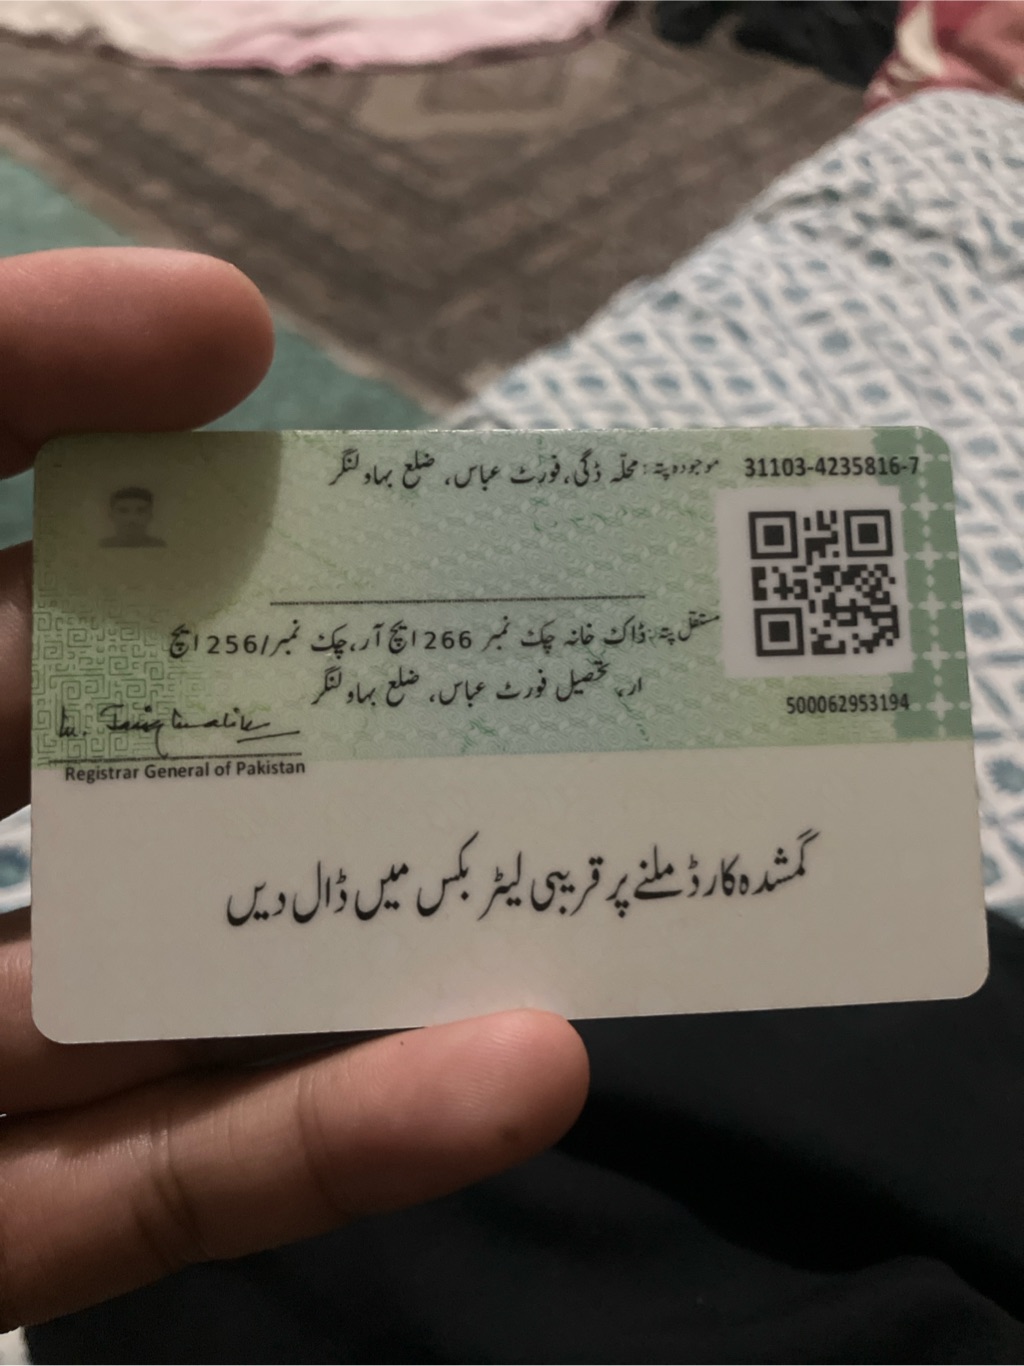 موجودہ پتہ: محلہ ڈگی، فورٹ عباس، ضلع بہاولنگر
31103-4235816-7
مستقل پتہ: ڈاک خانہ چک نمبر 266 ایچ آر، چک نمبر/256 ایچ
ار، تحصیل فورٹ عباس، ضلع بہاولنگر
500062953194
Registrar General of Pakistan
گمشدہ کارڈ ملنے پر قریبی لیٹر بکس میں ڈال دیں